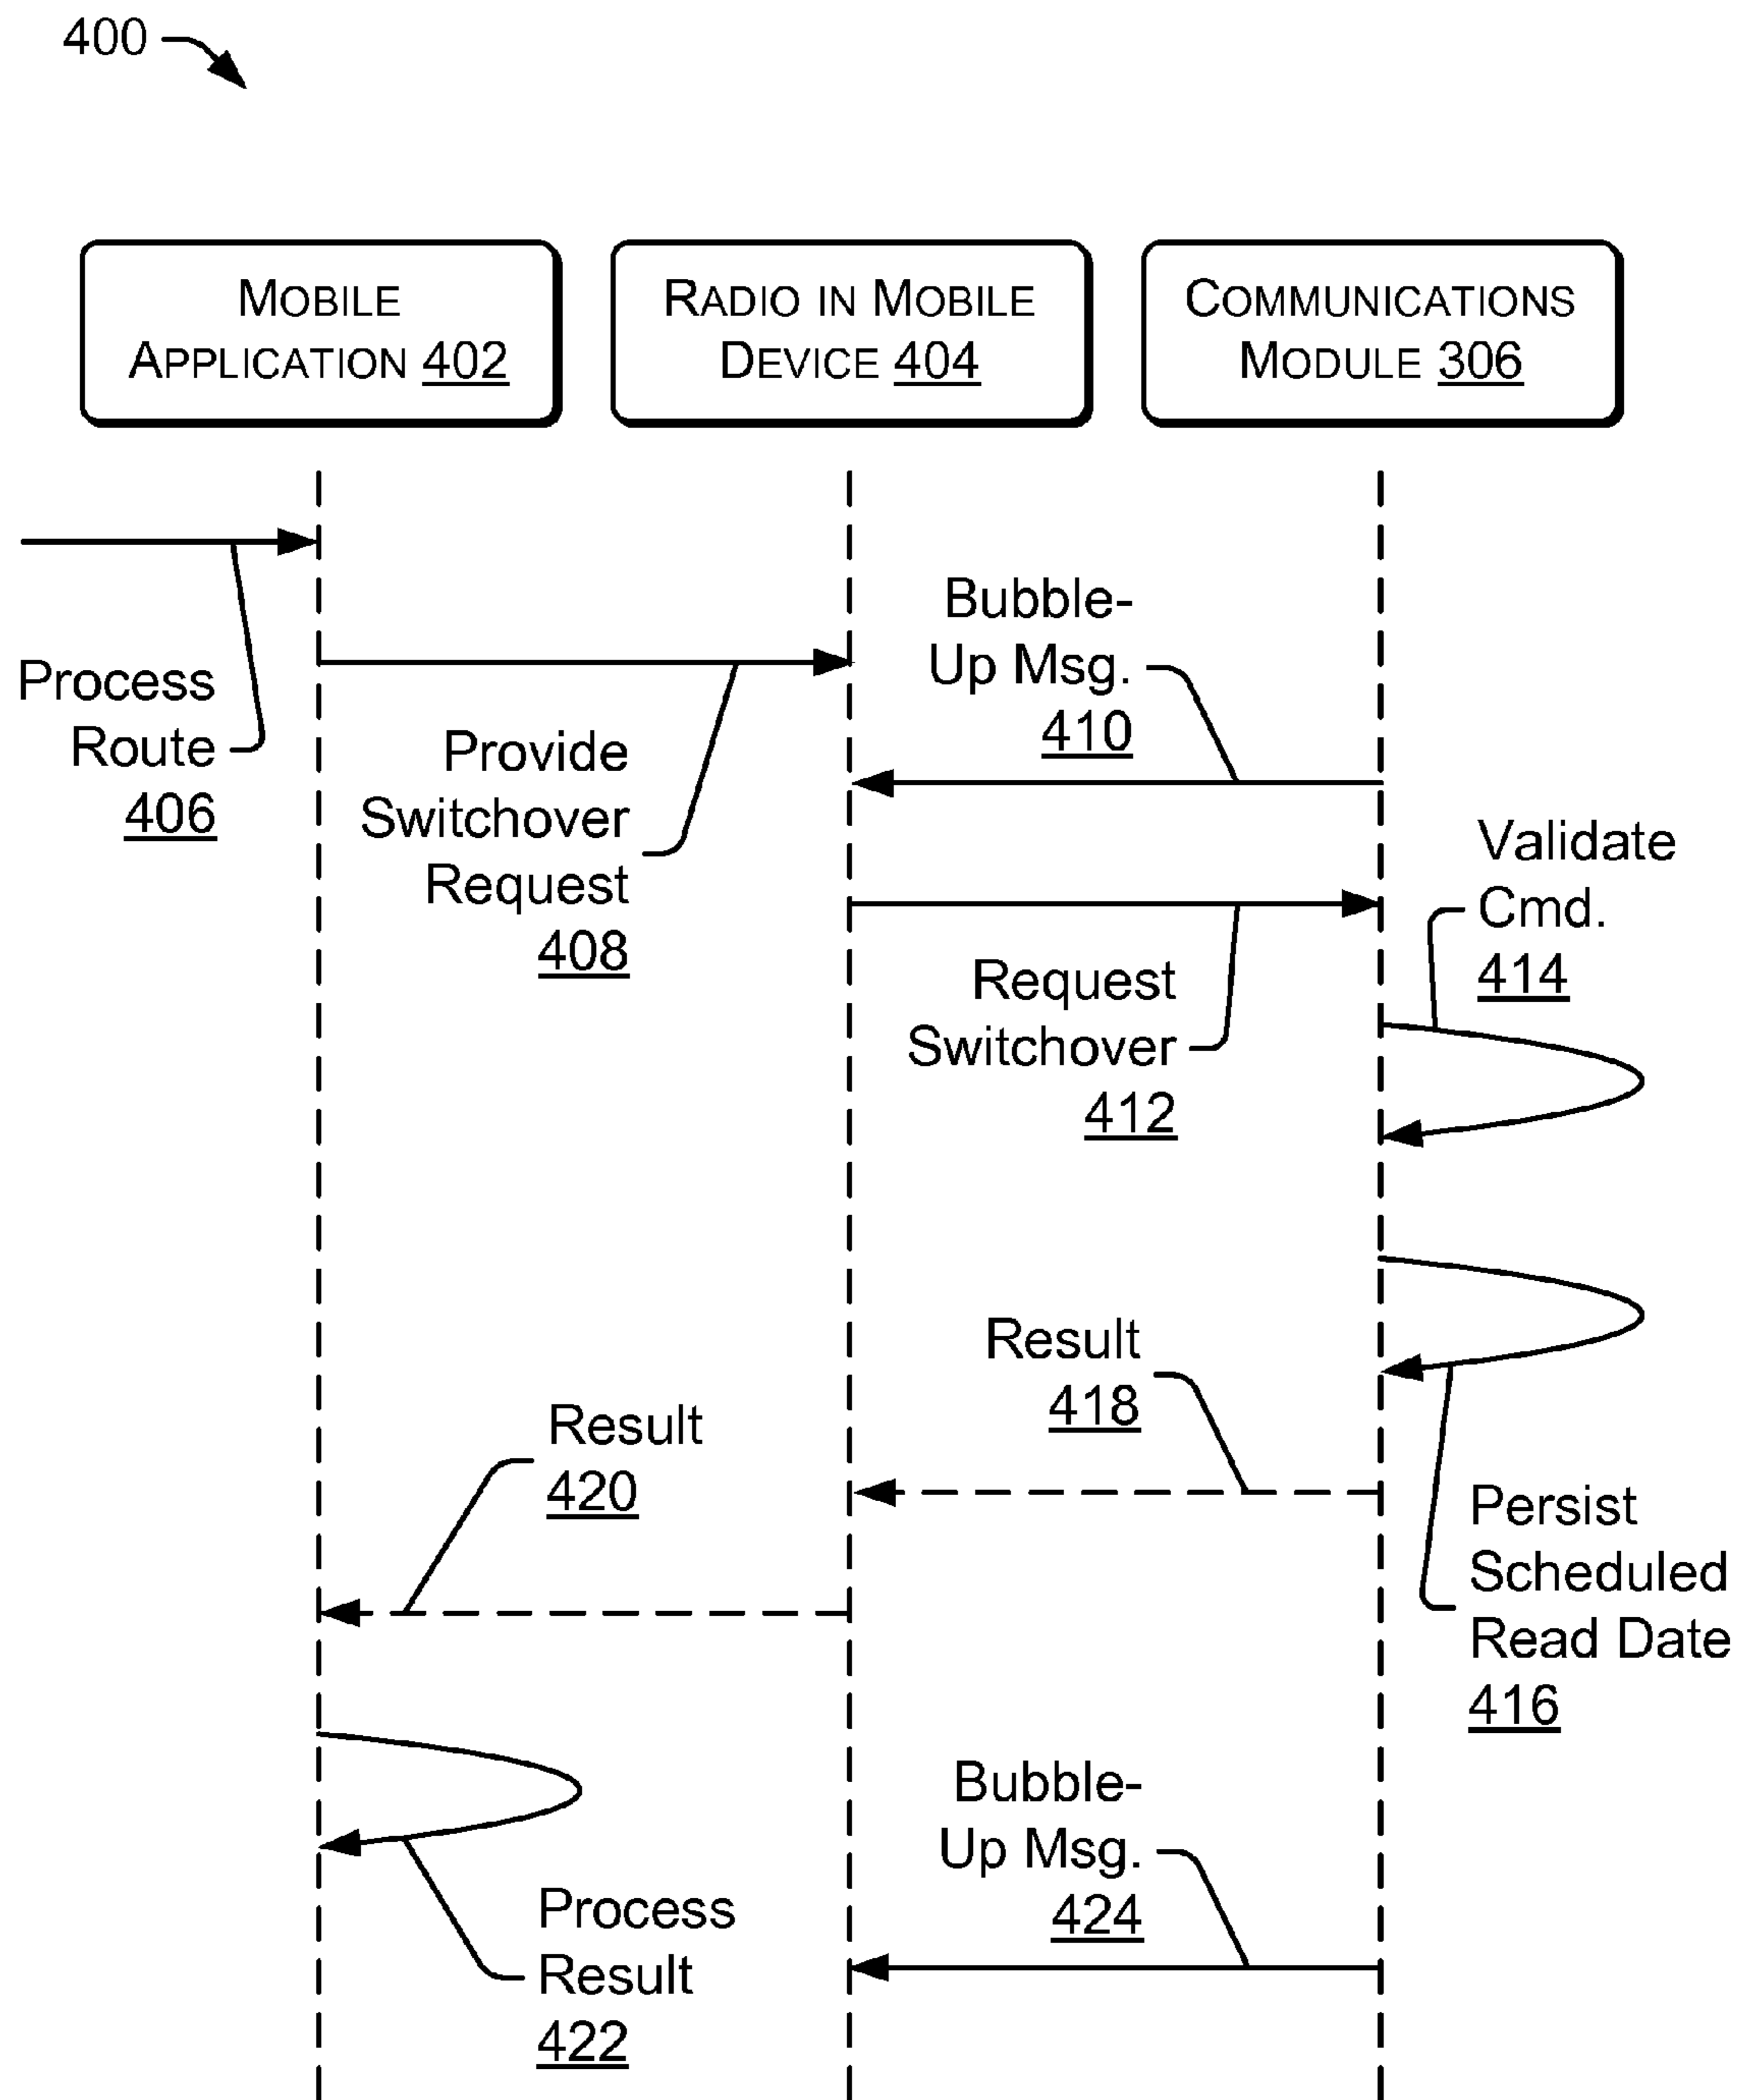 400
MOBILE
APPLICATION 402
RADIO IN MOBILE
DEVICE 404
COMMUNICATIONS
MODULE 306
Process
Route
406
Provide
Switchover
Request
408
Bubble-
Up Msg.
410
Request
Switchover
412
Validate
Cmd.
414
Persist
Scheduled
Read Date
416
Result
418
Result
420
Process
Result
422
Bubble-
Up Msg.
424